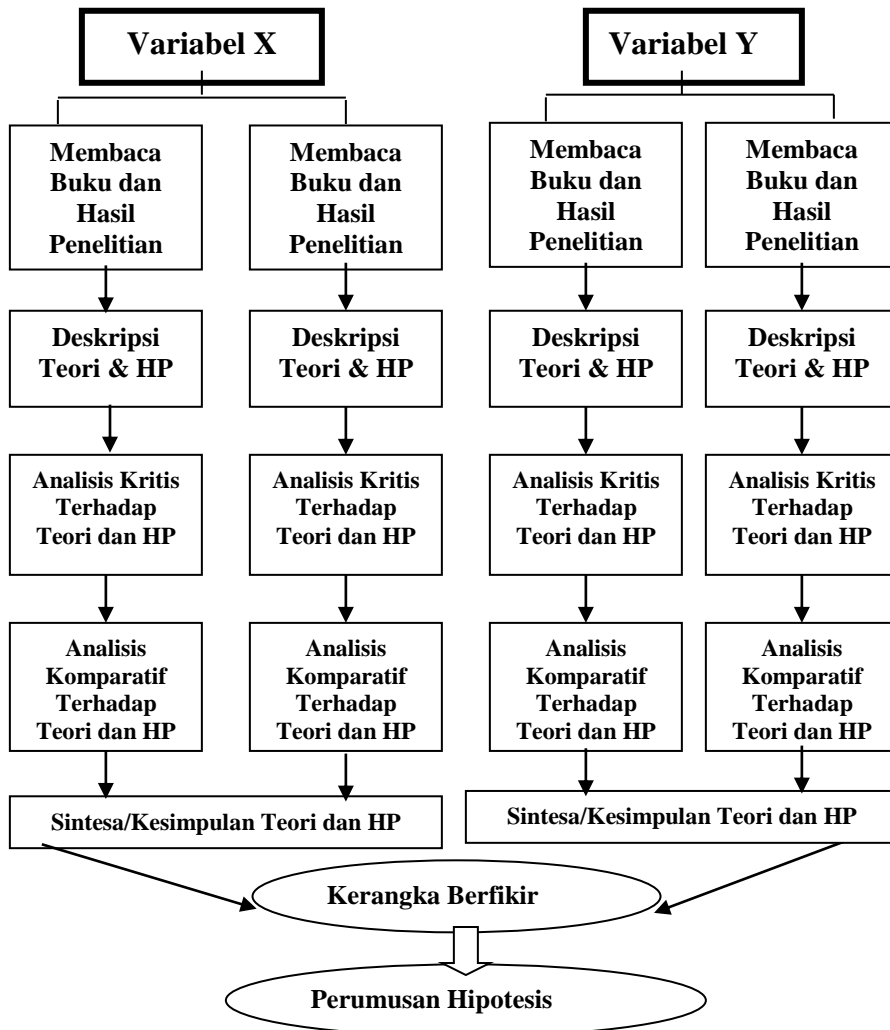 Variabel X
Variabel Y
Membaca
Buku dan
Hasil
Penelitian
Membaca
Buku dan
Hasil
Penelitian
Membaca
Buku dan
Hasil
Penelitian
Membaca
Buku dan
Hasil
Penelitian
Deskripsi
Teori & HP
Deskripsi
Teori & HP
Deskripsi
Teori & HP
Deskripsi
Teori & HP
Analisis Kritis
Terhadap
Teori dan HP
Analisis Kritis
Terhadap
Teori dan HP
Analisis Kritis
Terhadap
Teori dan HP
Analisis Kritis
Terhadap
Teori dan HP
Analisis
Komparatif
Terhadap
Teori dan HP
Analisis
Komparatif
Terhadap
Teori dan HP
Analisis
Komparatif
Terhadap
Teori dan HP
Analisis
Komparatif
Terhadap
Teori dan HP
Sintesa/Kesimpulan Teori dan HP
Sintesa/Kesimpulan Teori dan HP
Kerangka Berfikir
Perumusan Hipotesis